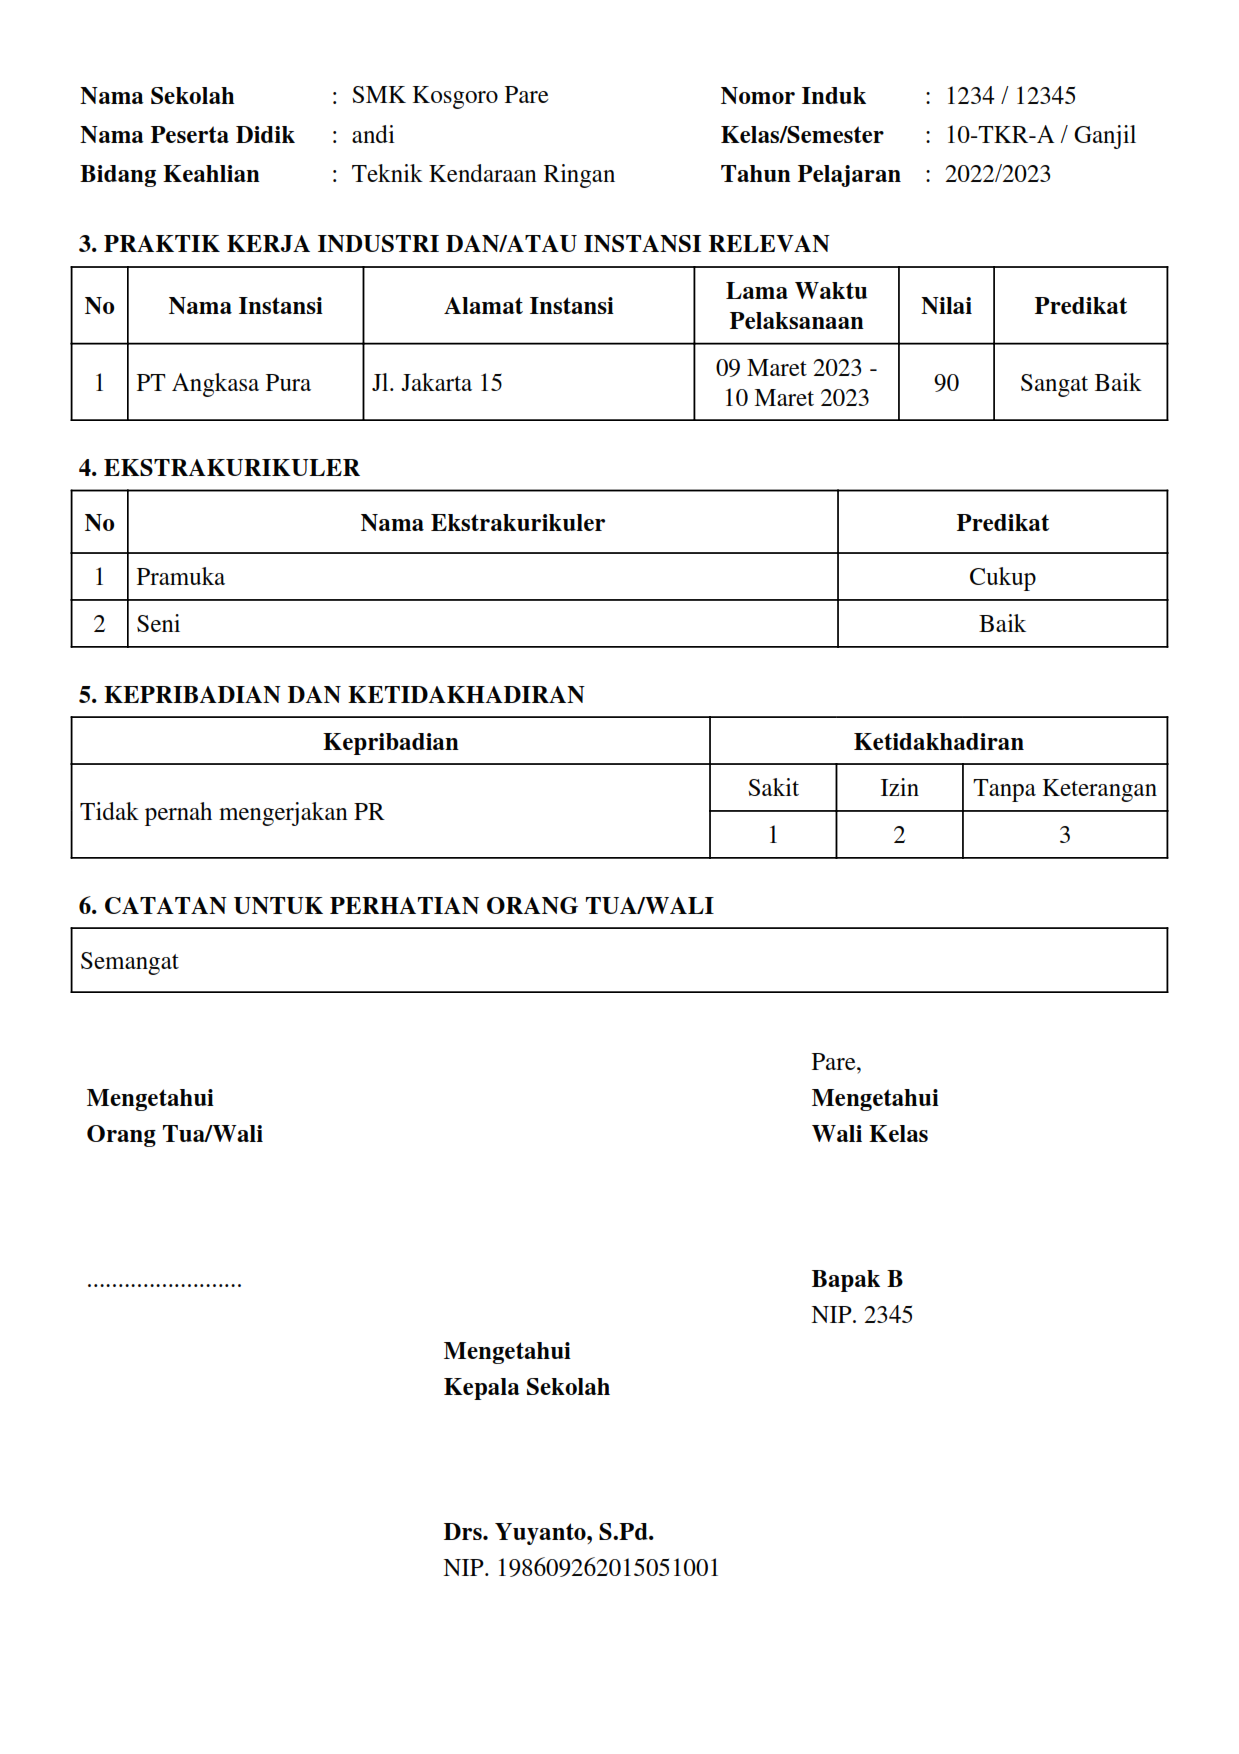 Nama Sekolah : SMK Kosgoro Pare Nomor Induk : 1234 / 12345
Nama Peserta Didik : andi Kelas/Semester : 10-TKR-A / Ganjil
Bidang Keahlian : Teknik Kendaraan Ringan Tahun Pelajaran : 2022/2023
3. PRAKTIK KERJA INDUSTRI DAN/ATAU INSTANSI RELEVAN
No Nama Instansi Alamat Instansi Lama Waktu Pelaksanaan Nilai Predikat
1 PT Angkasa Pura Jl. Jakarta 15 09 Maret 2023 - 10 Maret 2023 90 Sangat Baik
4. EKSTRAKURIKULER
No Nama Ekstrakurikuler Predikat
1 Pramuka Cukup
2 Seni Baik
5. KEPRIBADIAN DAN KETIDAKHADIRAN
Kepribadian Ketidakhadiran
Tidak pernah mengerjakan PR Sakit Izin Tanpa Keterangan
1 2 3
6. CATATAN UNTUK PERHATIAN ORANG TUA/WALI
Semangat
Pare,
Mengetahui Mengetahui
Orang Tua/Wali Wali Kelas
......................... Bapak B
NIP. 2345
Mengetahui
Kepala Sekolah
Drs. Yuyanto, S.Pd.
NIP. 198609262015051001